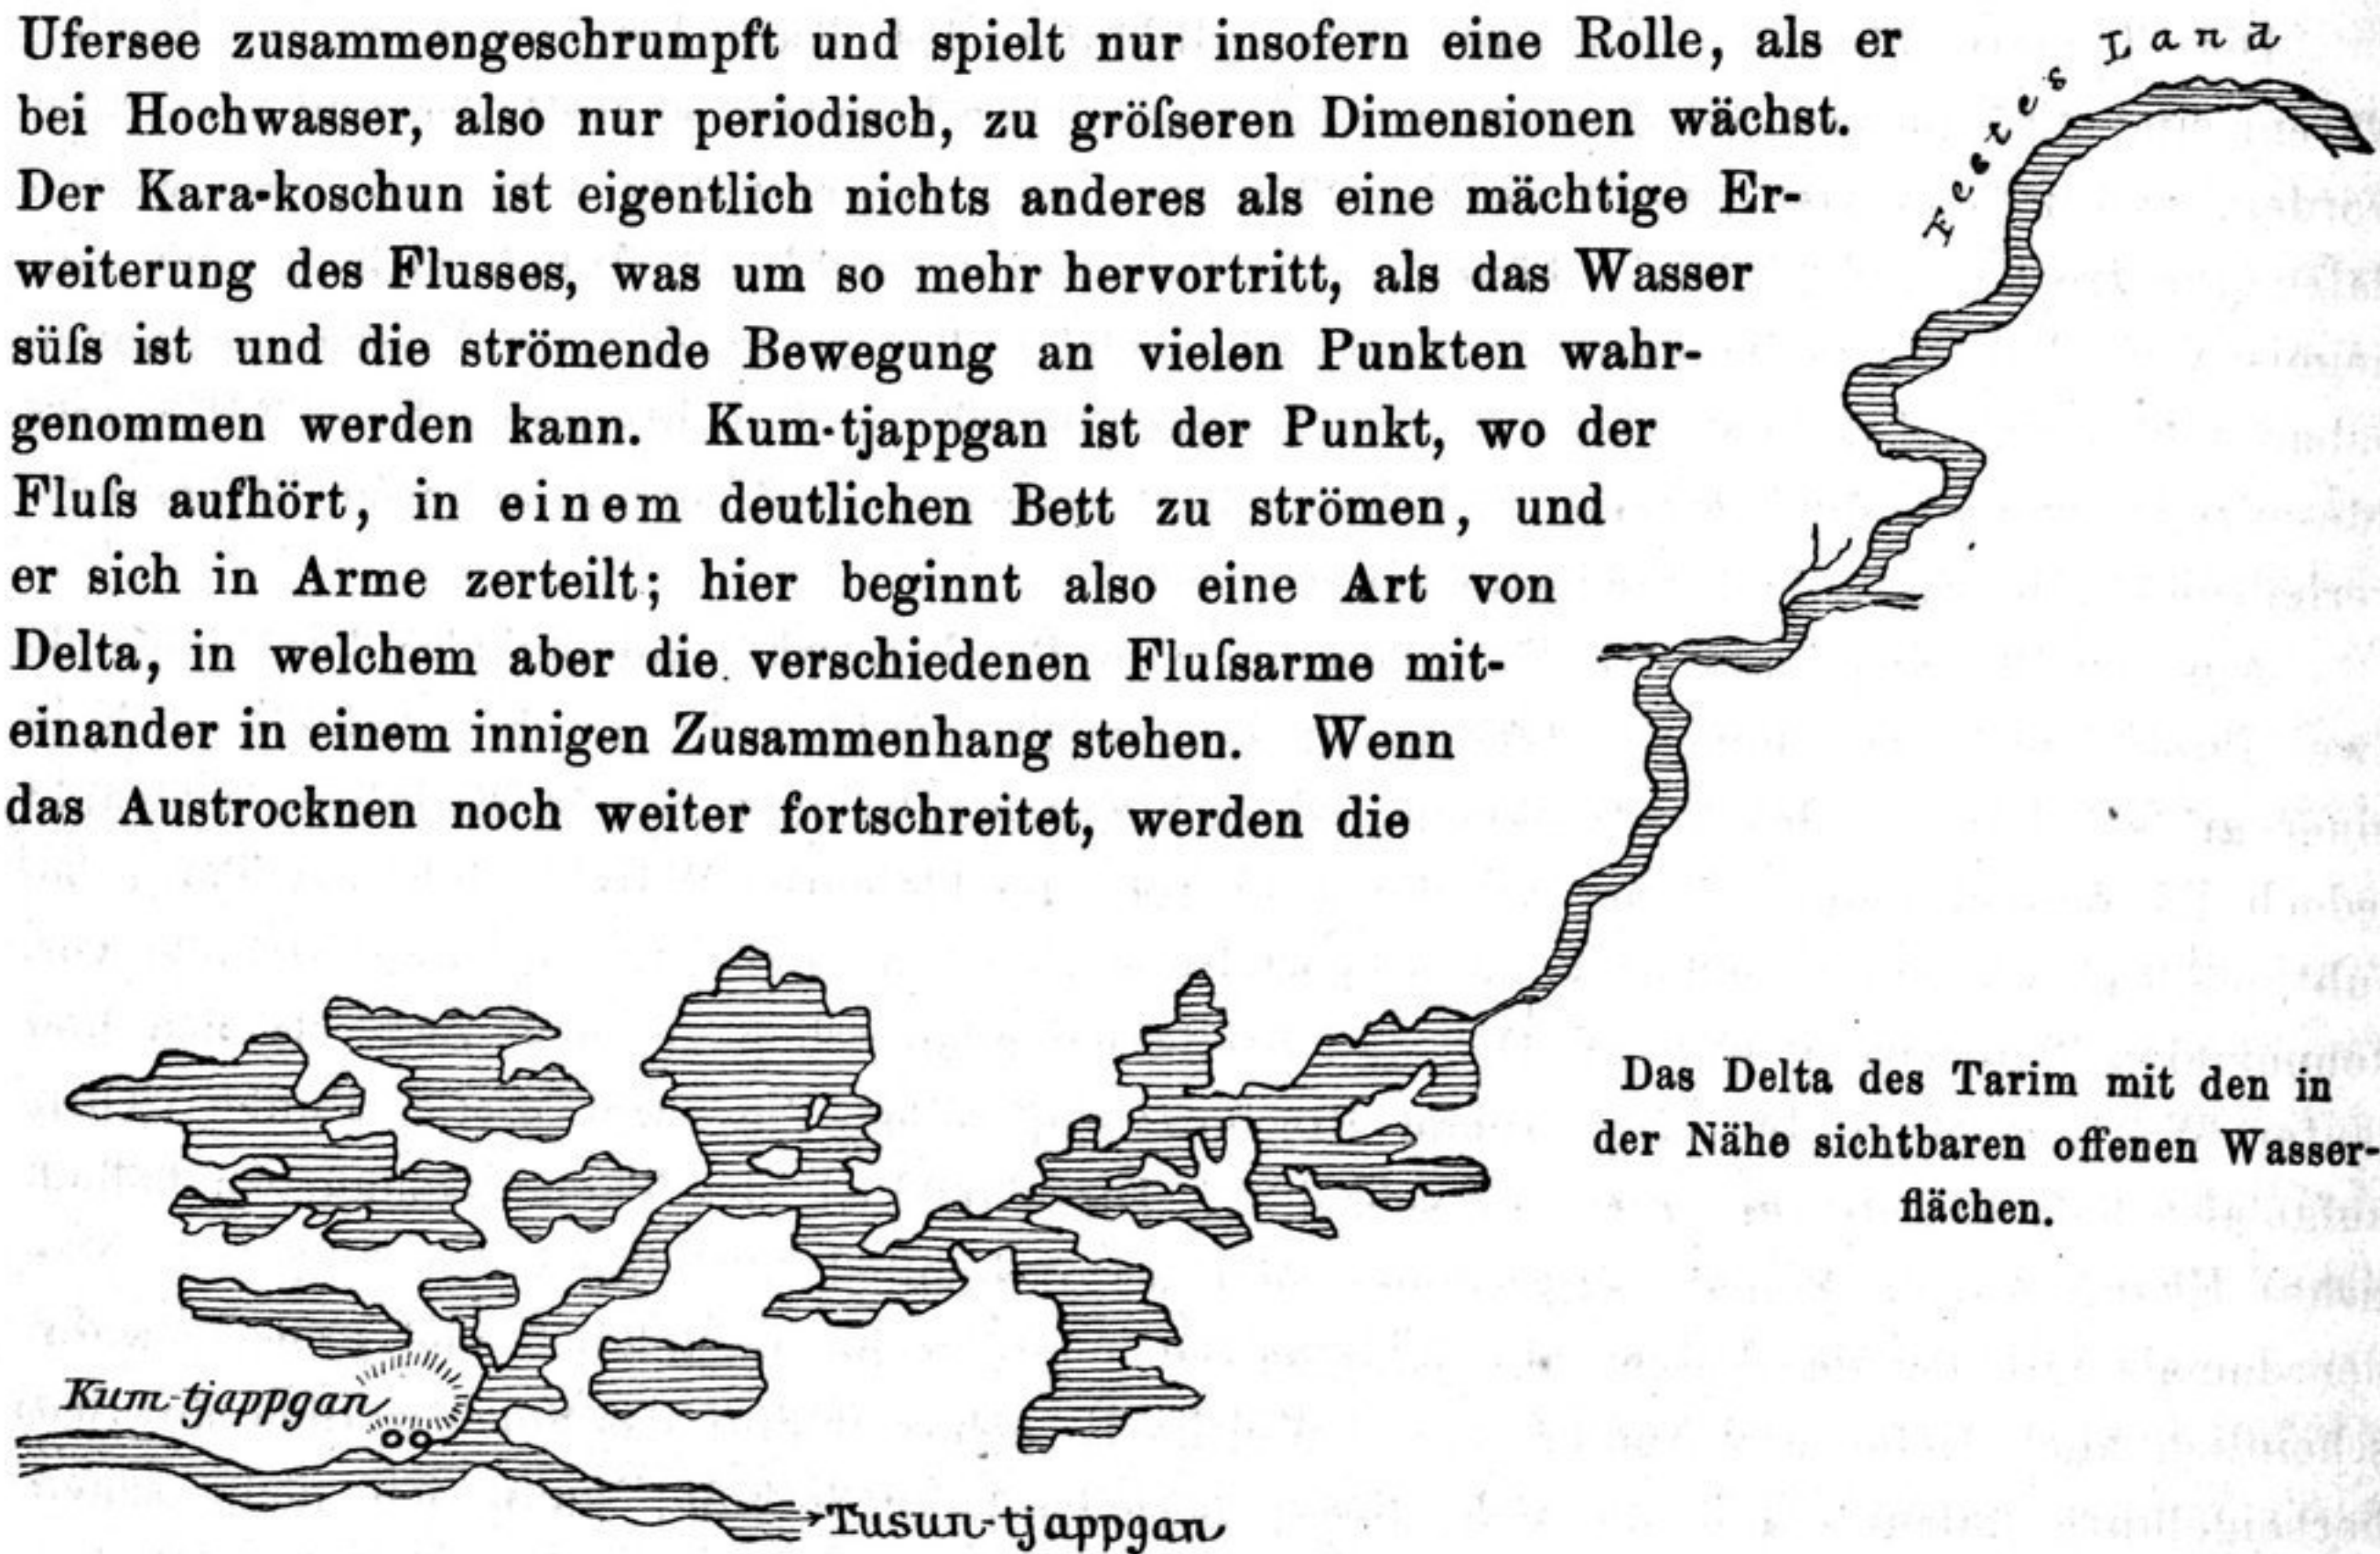 Ufersee zusammengeschrumpft und spielt nur insofern eine Rolle, als er
bei Hochwasser, also nur periodisch, zu gröſseren Dimensionen wächst.
Der Kara-koschun ist eigentlich nichts anderes als eine mächtige Er-
weiterung des Flusses, was um so mehr hervortritt, als das Wasser
süſs ist und die strömende Bewegung an vielen Punkten wahr-
genommen werden kann. Kum-tjappgan ist der Punkt, wo der
Fluſs aufhört, in einem deutlichen Bett zu strömen, und
er sich in Arme zerteilt; hier beginnt also eine Art von
Delta, in welchem aber die verschiedenen Fluſsarme mit-
einander in einem innigen Zusammenhang stehen. Wenn
das Austrocknen noch weiter fortschreitet, werden die
Festes Land
Das Delta des Tarim mit den in
der Nähe sichtbaren offenen Wasser-
flächen.
Kum-tjappgan
Tusun-tjappgan